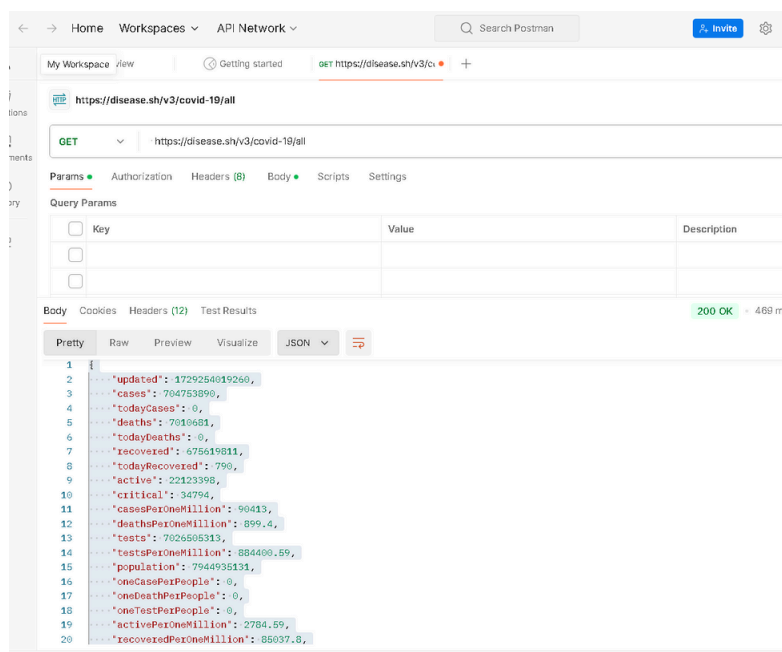 Home Workspaces API Network Search Postman Invite
My Workspace view Getting started GET https://disease.sh/v3/c
HTTP https://disease.sh/v3/covid-19/all
tions
GET https://disease.sh/v3/covid-19/all
ments
Params Authorization Headers (8) Body Scripts Settings
ory
Query Params
Key Value Description
Body Cookies Headers (12) Test Results 200 OK 469 m
Pretty Raw Preview Visualize JSON
1 {
2 "updated": 1729254019260,
3 "cases": 704753890,
4 "todayCases": 0,
5 "deaths": 7010681,
6 "todayDeaths": 0,
7 "recovered": 675619811,
8 "todayRecovered": 790,
9 "active": 22123398,
10 "critical": 34794,
11 "casesPerOneMillion": 90413,
12 "deathsPerOneMillion": 899.4,
13 "tests": 7026505313,
14 "testsPerOneMillion": 884400.59,
15 "population": 7944935131,
16 "oneCasePerPeople": 0,
17 "oneDeathPerPeople": 0,
18 "oneTestPerPeople": 0,
19 "activePerOneMillion": 2784.59,
20 "recoveredPerOneMillion": 85037.8,